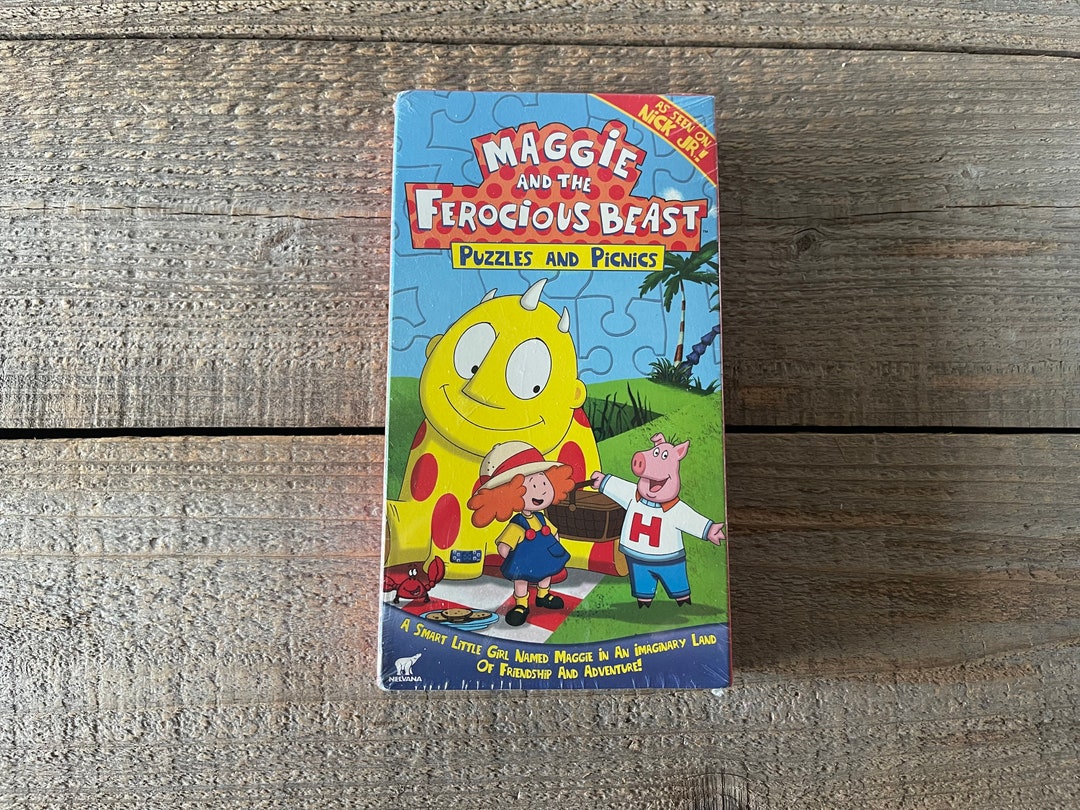 AS SEEN ON
NICK JR.!
MAGGiE
AND THE
FEROCiOUS BEAST™
PUZZLES AND PiCNiCS
H
A SMART LITTLE GIRL NAMED MAGGIE IN AN IMAGINARY LAND
OF FRIENDSHIP AND ADVENTURE!
NELVANA